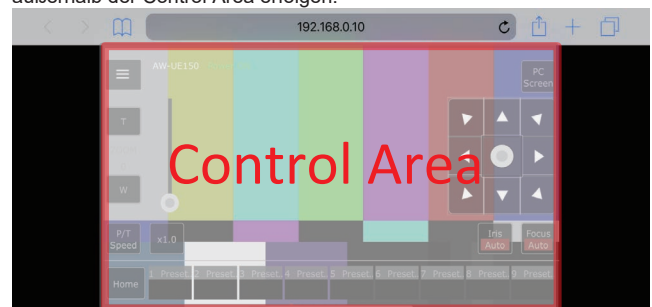 außerhalb der Control Area erfolgen.
192.168.0.10
AW-UE150
PC
Screen
T
Control Area
W
P/T
Speed
x1.0
Iris
Auto
Focus
Auto
Home
1 Preset. 2 Preset. 3 Preset. 4 Preset. 5 Preset. 6 Preset. 7 Preset. 8 Preset. 9 Preset.